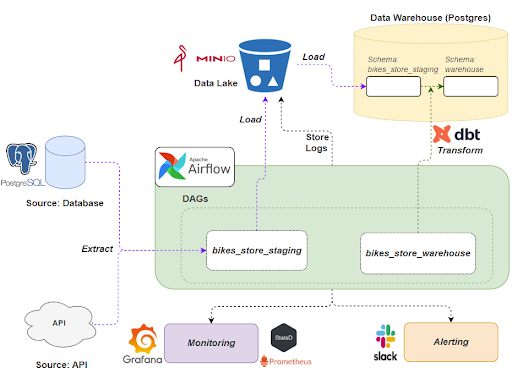 Data Warehouse (Postgres)
Schema:
bikes_store_staging
Schema:
warehouse
MINIO
Data Lake
Load
Load
Store
Logs
dbt
Transform
PostgreSQL
Source: Database
Apache
Airflow
DAGs
bikes_store_staging
bikes_store_warehouse
Extract
API
Source: API
Grafana
Monitoring
StatsD
Prometheus
slack
Alerting